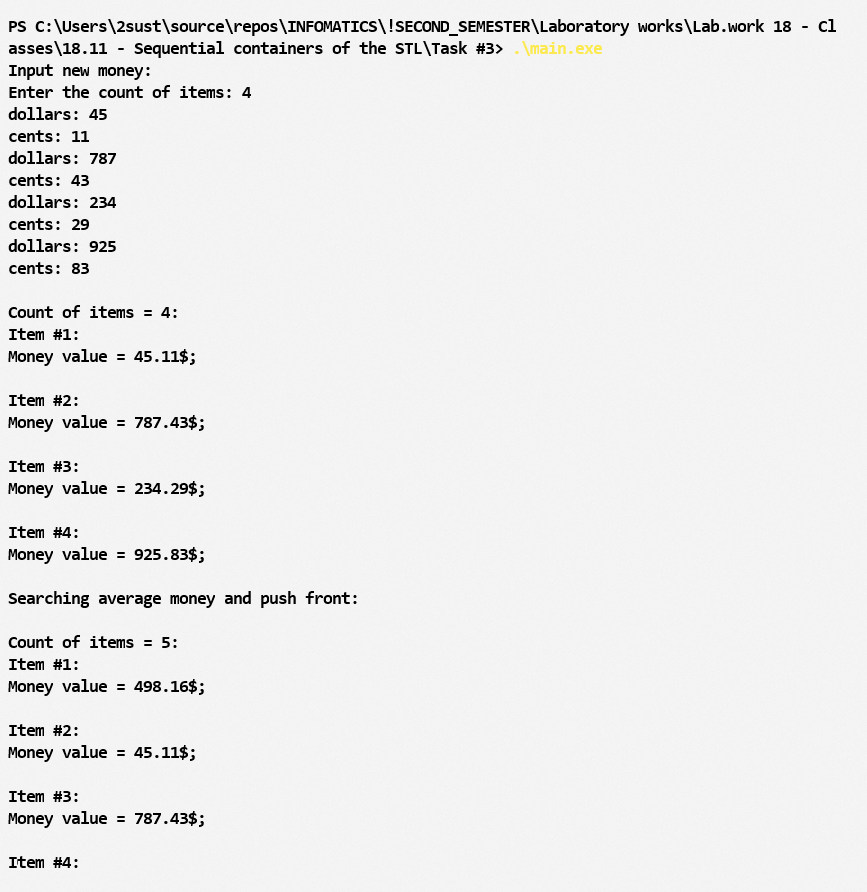 PS C:\Users\2sust\source\repos\INFOMATICS\!SECOND_SEMESTER\Laboratory works\Lab.work 18 - Cl
asses\18.11 - Sequential containers of the STL\Task #3> .\main.exe
Input new money:
Enter the count of items: 4
dollars: 45
cents: 11
dollars: 787
cents: 43
dollars: 234
cents: 29
dollars: 925
cents: 83
Count of items = 4:
Item #1:
Money value = 45.11$;
Item #2:
Money value = 787.43$;
Item #3:
Money value = 234.29$;
Item #4:
Money value = 925.83$;
Searching average money and push front:
Count of items = 5:
Item #1:
Money value = 498.16$;
Item #2:
Money value = 45.11$;
Item #3:
Money value = 787.43$;
Item #4: